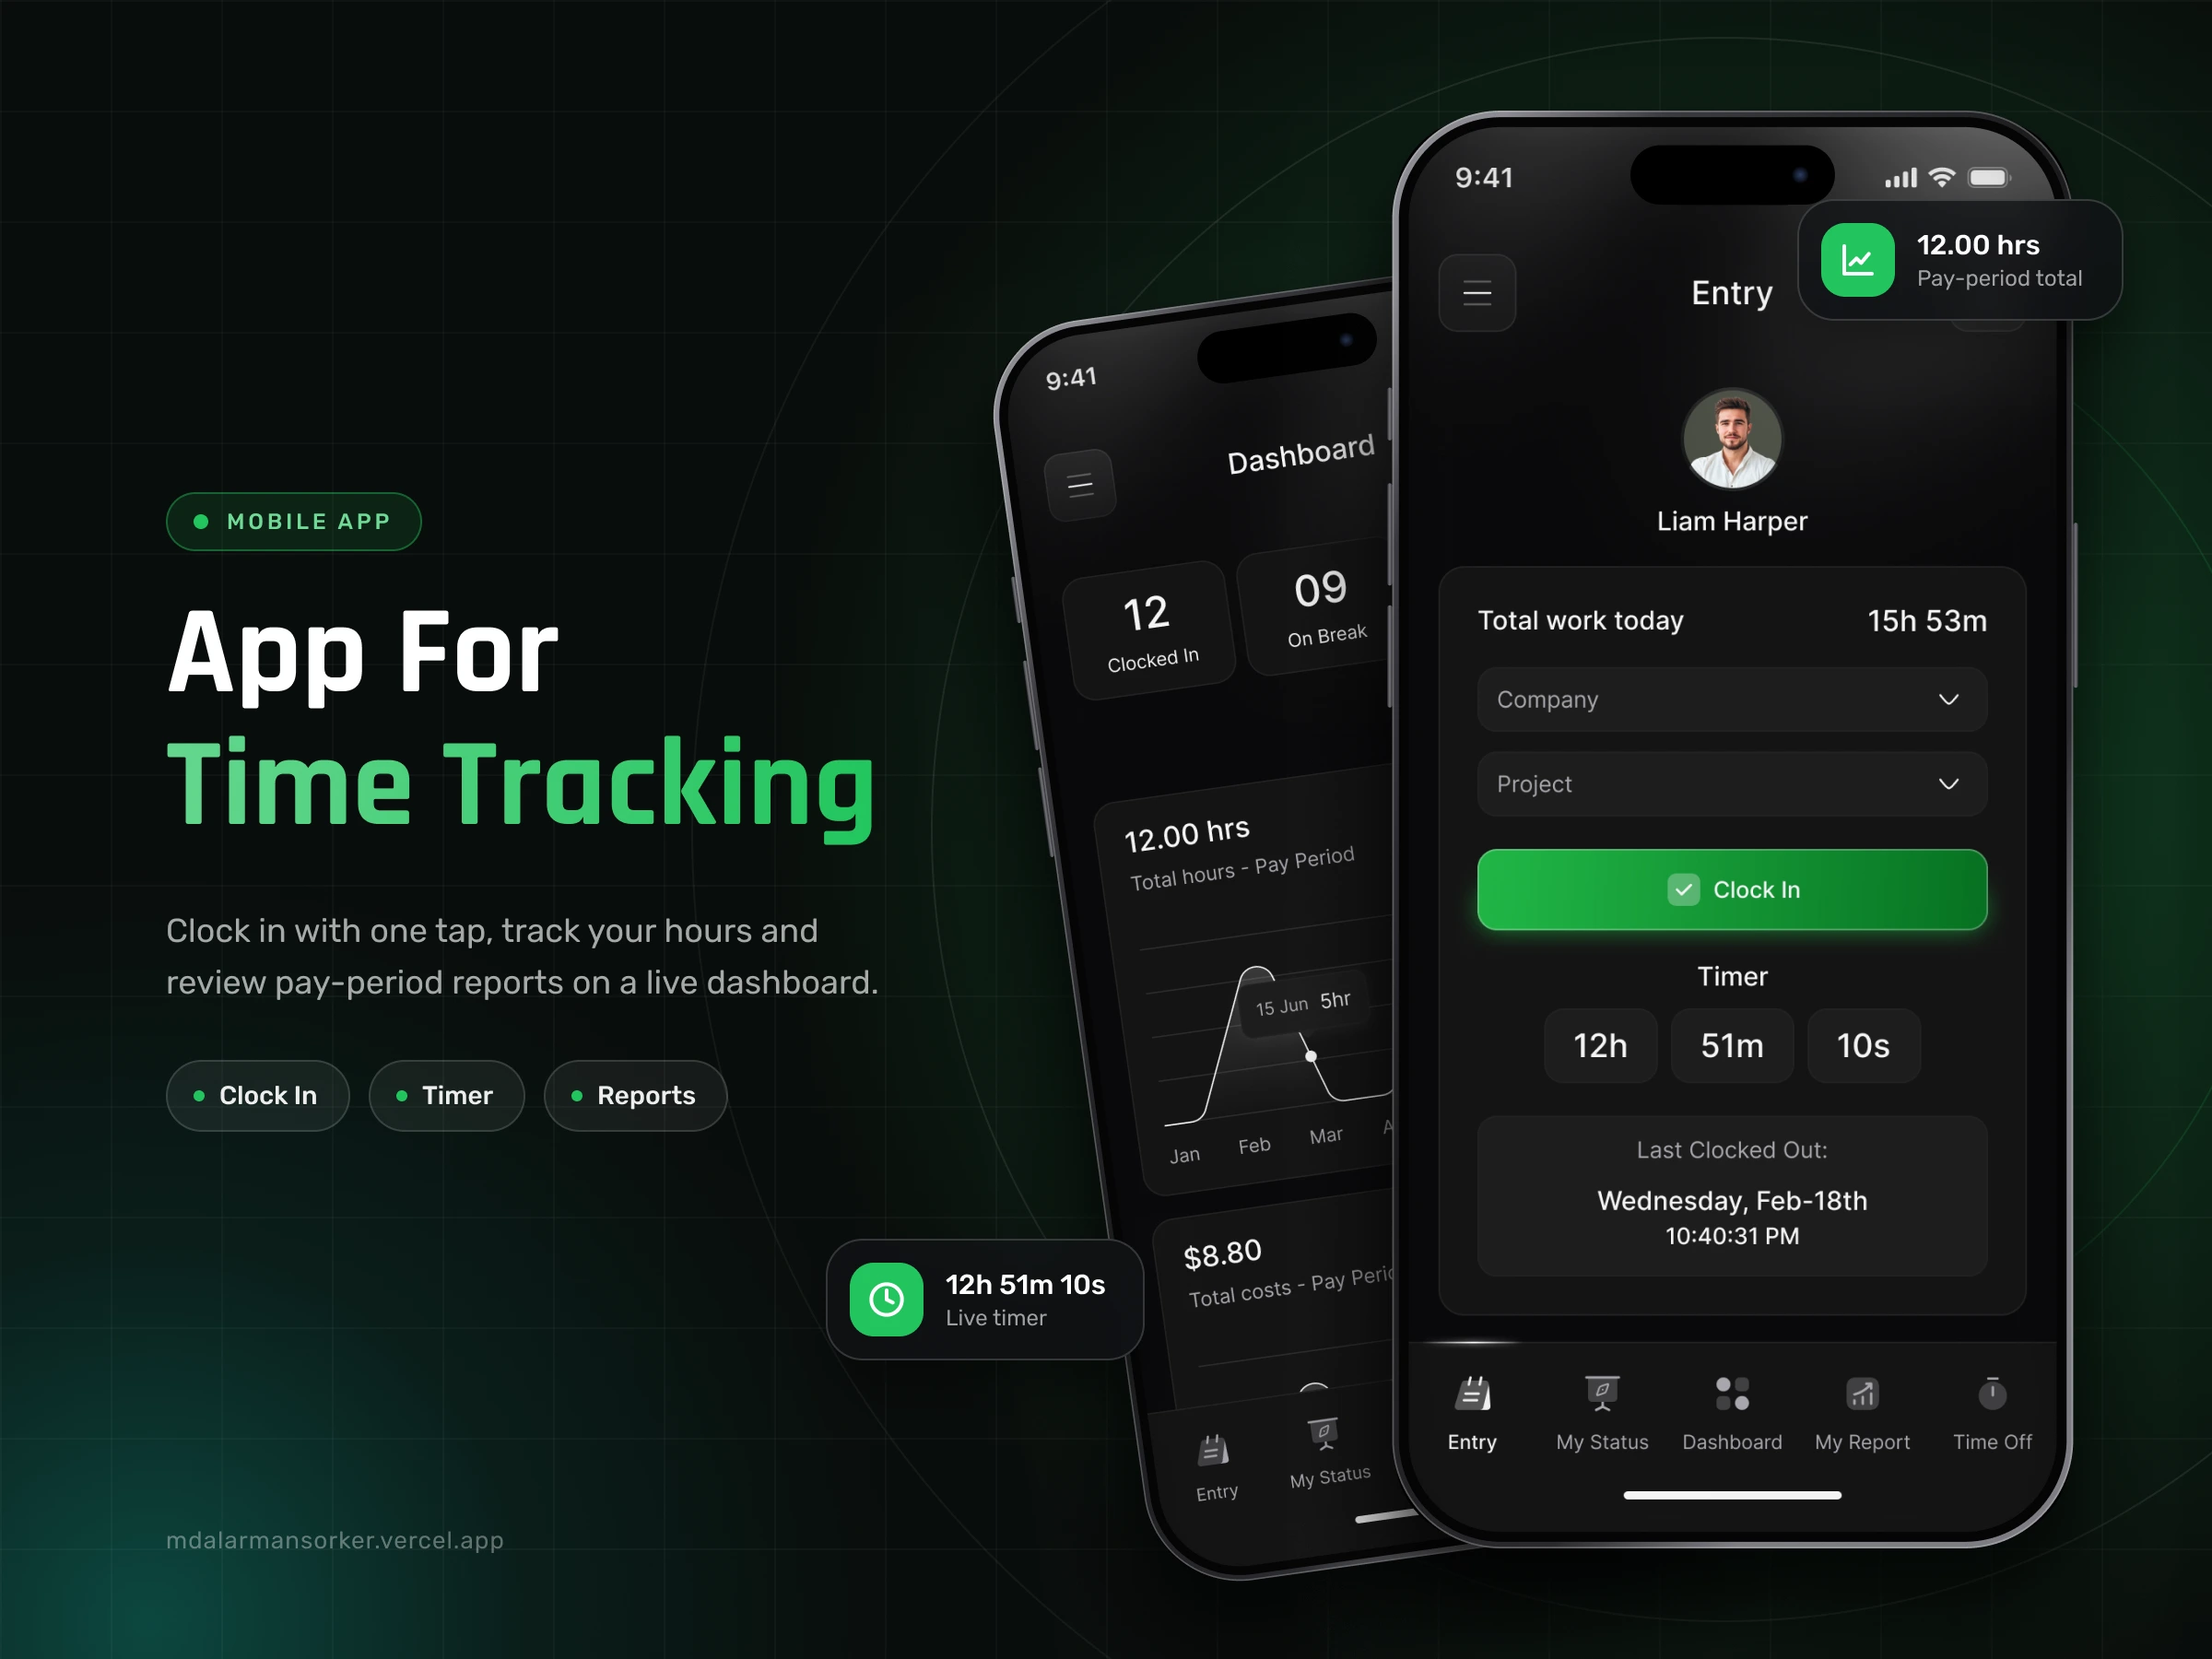 MOBILE APP
App For
Time Tracking
Clock in with one tap, track your hours and
review pay-period reports on a live dashboard.
Clock In
Timer
Reports
mdalarmansorker.vercel.app
12h 51m 10s
Live timer
9:41
Dashboard
12
Clocked In
09
On Break
12.00 hrs
Total hours - Pay Period
15 Jun 5hr
Jan Feb Mar
$8.80
Total costs - Pay
Entry
My Status
9:41
12.00 hrs
Pay-period total
Entry
Liam Harper
Total work today 15h 53m
Company
Project
Clock In
Timer
12h 51m 10s
Last Clocked Out:
Wednesday, Feb-18th
10:40:31 PM
Entry My Status Dashboard My Report Time Off